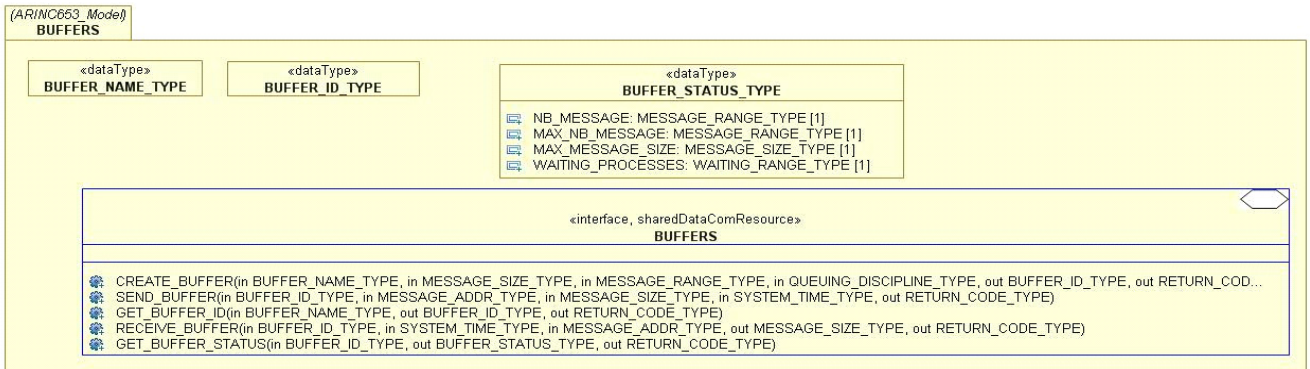 (ARINC653_Model)
BUFFERS
«dataType»
BUFFER_NAME_TYPE
«dataType»
BUFFER_ID_TYPE
«dataType»
BUFFER_STATUS_TYPE
NB_MESSAGE: MESSAGE_RANGE_TYPE [1]
MAX_NB_MESSAGE: MESSAGE_RANGE_TYPE [1]
MAX_MESSAGE_SIZE: MESSAGE_SIZE_TYPE [1]
WAITING_PROCESSES: WAITING_RANGE_TYPE [1]
«interface, sharedDataComResource»
BUFFERS
CREATE_BUFFER(in BUFFER_NAME_TYPE, in MESSAGE_SIZE_TYPE, in MESSAGE_RANGE_TYPE, in QUEUING_DISCIPLINE_TYPE, out BUFFER_ID_TYPE, out RETURN_COD...
SEND_BUFFER(in BUFFER_ID_TYPE, in MESSAGE_ADDR_TYPE, in MESSAGE_SIZE_TYPE, in SYSTEM_TIME_TYPE, out RETURN_CODE_TYPE)
GET_BUFFER_ID(in BUFFER_NAME_TYPE, out BUFFER_ID_TYPE, out RETURN_CODE_TYPE)
RECEIVE_BUFFER(in BUFFER_ID_TYPE, in SYSTEM_TIME_TYPE, in MESSAGE_ADDR_TYPE, out MESSAGE_SIZE_TYPE, out RETURN_CODE_TYPE)
GET_BUFFER_STATUS(in BUFFER_ID_TYPE, out BUFFER_STATUS_TYPE, out RETURN_CODE_TYPE)